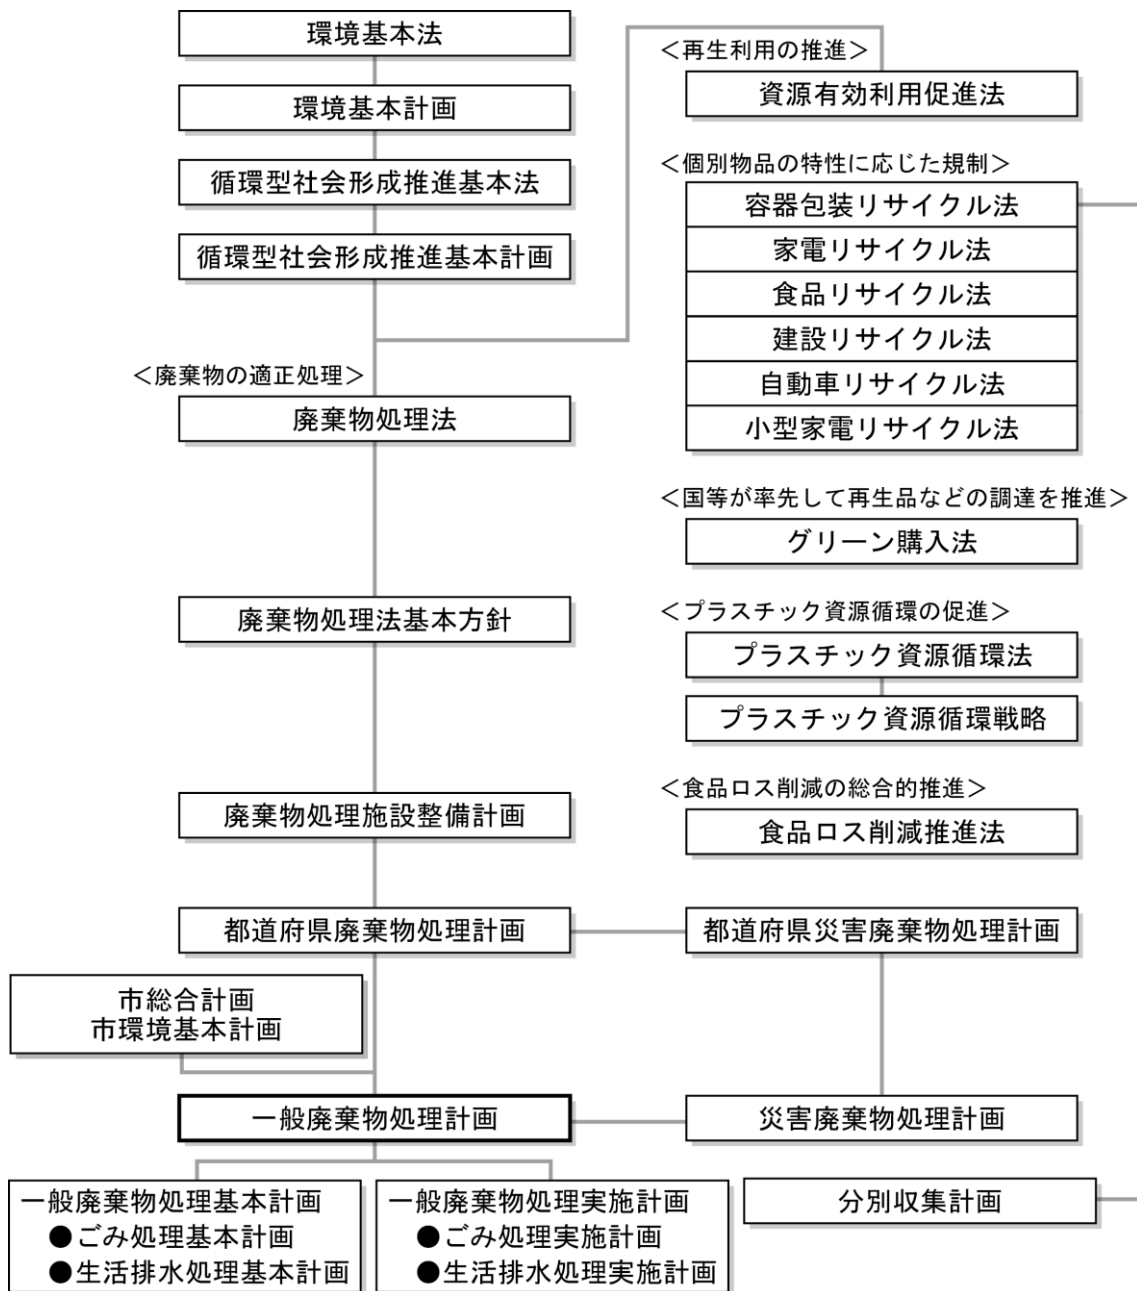 環境基本法
環境基本計画
循環型社会形成推進基本法
循環型社会形成推進基本計画
＜廃棄物の適正処理＞
廃棄物処理法
廃棄物処理法基本方針
廃棄物処理施設整備計画
都道府県廃棄物処理計画
市総合計画
市環境基本計画
一般廃棄物処理計画
一般廃棄物処理基本計画
●ごみ処理基本計画
●生活排水処理基本計画
一般廃棄物処理実施計画
●ごみ処理実施計画
●生活排水処理実施計画
＜再生利用の推進＞
資源有効利用促進法
＜個別物品の特性に応じた規制＞
容器包装リサイクル法
家電リサイクル法
食品リサイクル法
建設リサイクル法
自動車リサイクル法
小型家電リサイクル法
＜国等が率先して再生品などの調達を推進＞
グリーン購入法
＜プラスチック資源循環の促進＞
プラスチック資源循環法
プラスチック資源循環戦略
＜食品ロス削減の総合的推進＞
食品ロス削減推進法
都道府県災害廃棄物処理計画
災害廃棄物処理計画
分別収集計画